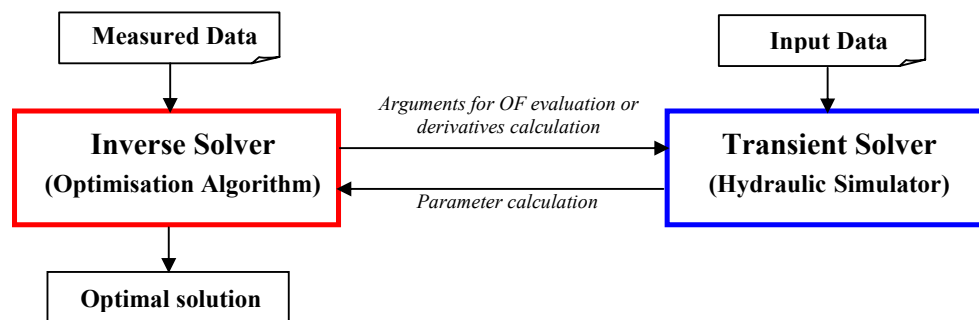 Measured Data
Input Data
Arguments for OF evaluation or
derivatives calculation
Inverse Solver
(Optimisation Algorithm)
Transient Solver
(Hydraulic Simulator)
Parameter calculation
Optimal solution